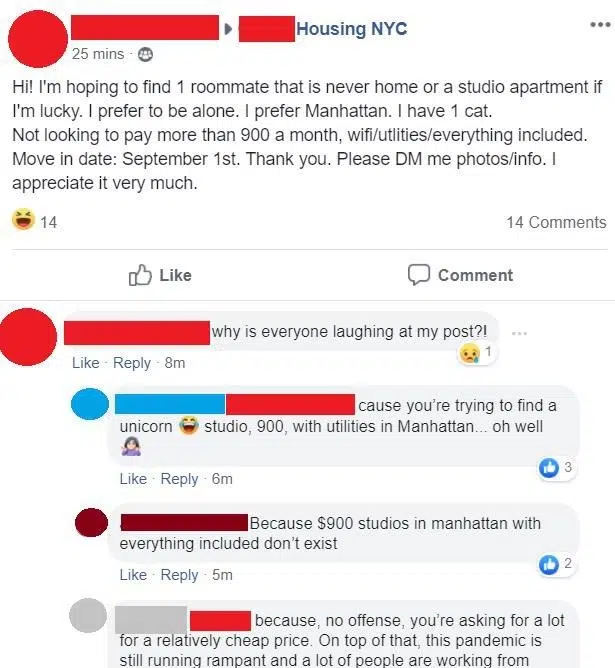 Housing NYC
25 mins ·
Hi! I'm hoping to find 1 roommate that is never home or a studio apartment if
I'm lucky. I prefer to be alone. I prefer Manhattan. I have 1 cat.
Not looking to pay more than 900 a month, wifi/utlities/everything included.
Move in date: September 1st. Thank you. Please DM me photos/info. I
appreciate it very much.
14
14 Comments
Like
Comment
why is everyone laughing at my post?!
1
Like · Reply · 8m
cause you're trying to find a
unicorn 😂 studio, 900, with utilities in Manhattan... oh well
🤷🏻‍♀️
3
Like · Reply · 6m
Because $900 studios in manhattan with
everything included don't exist
2
Like · Reply · 5m
because, no offense, you're asking for a lot
for a relatively cheap price. On top of that, this pandemic is
still running rampant and a lot of people are working from